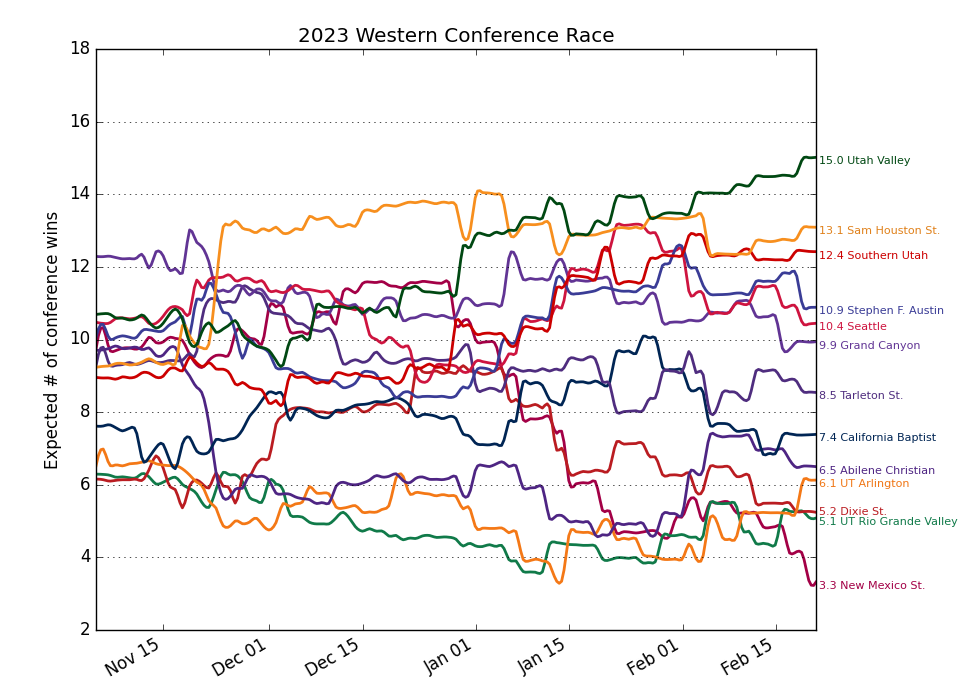 2023 Western Conference Race
Expected # of conference wins
18
16
14
12
10
8
6
4
2
Nov 15
Dec 01
Dec 15
Jan 01
Jan 15
Feb 01
Feb 15
15.0 Utah Valley
13.1 Sam Houston St.
12.4 Southern Utah
10.9 Stephen F. Austin
10.4 Seattle
9.9 Grand Canyon
8.5 Tarleton St.
7.4 California Baptist
6.5 Abilene Christian
6.1 UT Arlington
5.2 Dixie St.
5.1 UT Rio Grande Valley
3.3 New Mexico St.